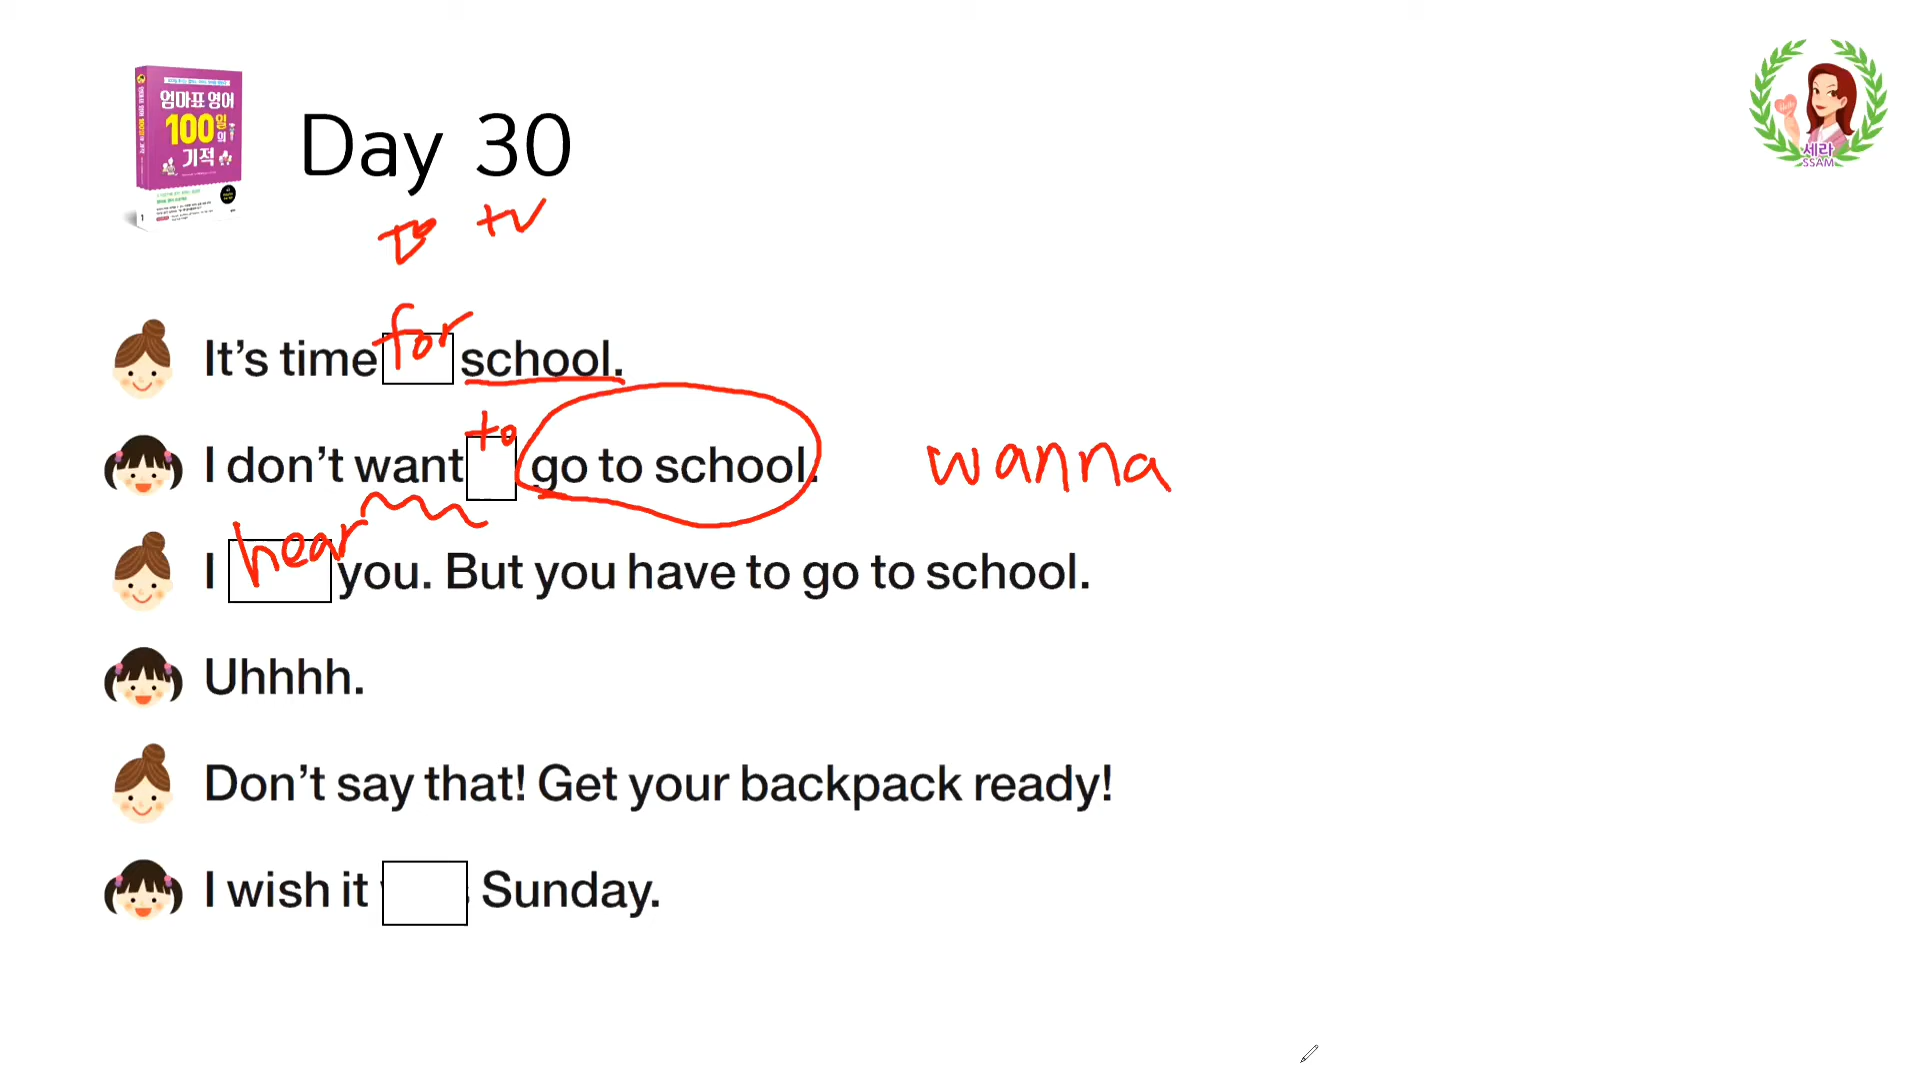 엄마표 영어
100일의
기적
1
Day 30
세라
SSAM
to tv
for
It's time school.
to
I don't want go to school. wanna
hear
I you. But you have to go to school.
Uhhhh.
Don't say that! Get your backpack ready!
I wish it Sunday.